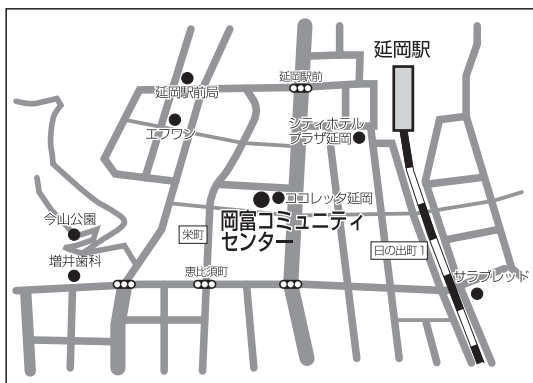 延岡駅
延岡駅前
延岡駅前局
エフワン
シティホテル
プラザ延岡
ココレッタ延岡
岡富コミュニティ
センター
今山公園
栄町
日の出町1
増井歯科
恵比須町
サラブレッド